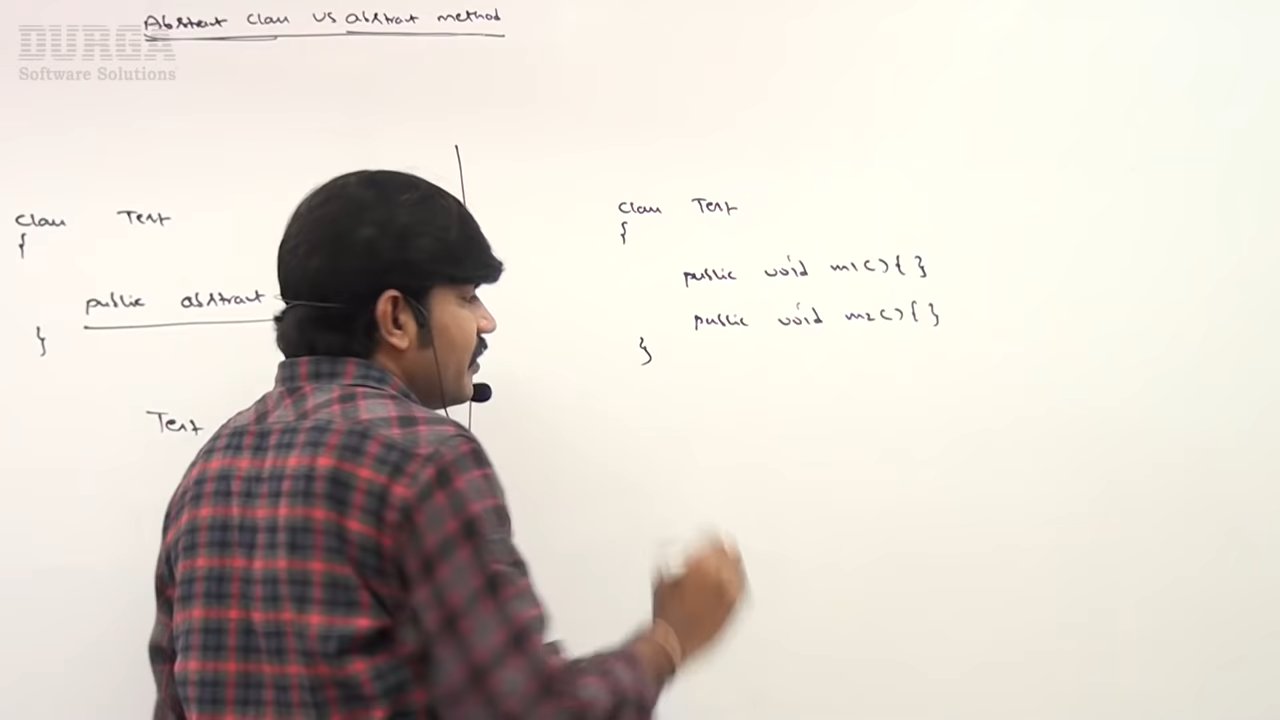 Abstract class vs abstract method
DURGA
Software Solutions
class Test
{
public abstract
}
Test
class Test
{
public void m1(){ }
public void m2(){ }
}